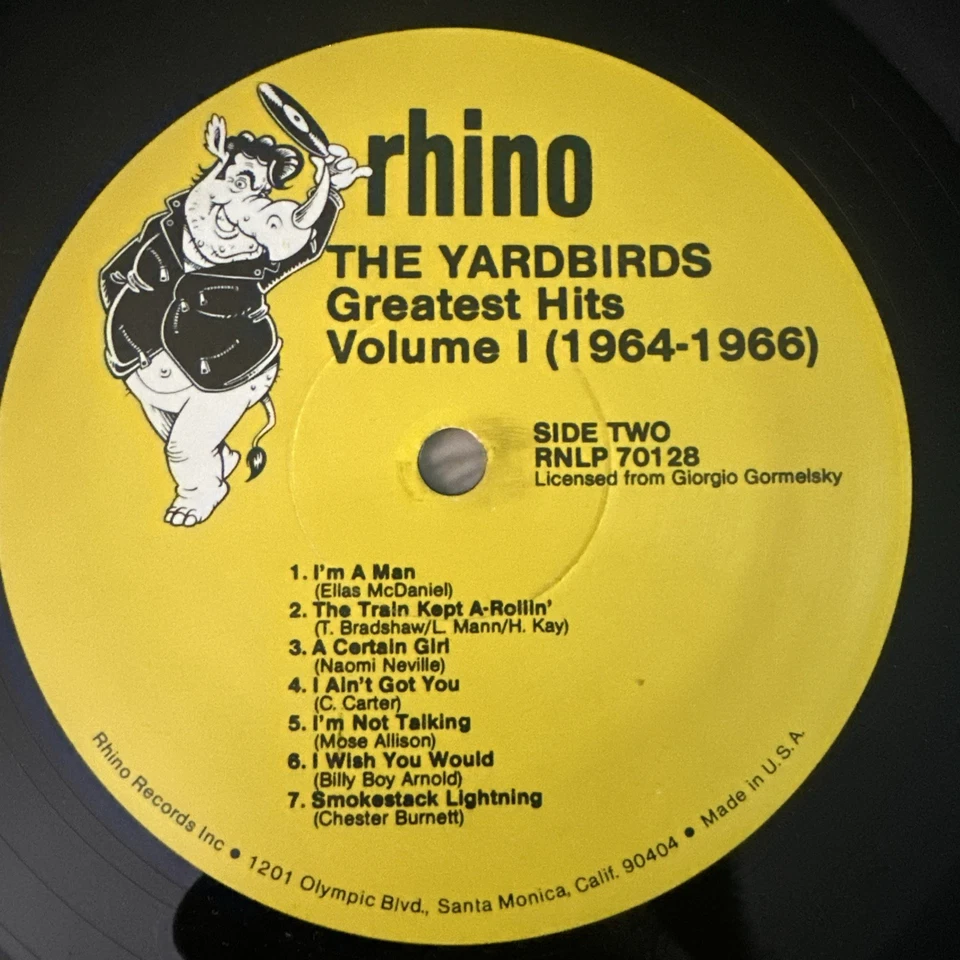 rhino
THE YARDBIRDS
Greatest Hits
Volume I (1964-1966)
SIDE TWO
RNLP 70128
Licensed from Giorgio Gormelsky
1. I'm A Man
(Ellas McDaniel)
2. The Train Kept A-Rollin'
(T. Bradshaw/L. Mann/H. Kay)
3. A Certain Girl
(Naomi Neville)
4. I Ain't Got You
(C. Carter)
5. I'm Not Talking
(Mose Allison)
6. I Wish You Would
(Billy Boy Arnold)
7. Smokestack Lightning
(Chester Burnett)
Rhino Records Inc ● 1201 Olympic Blvd., Santa Monica, Calif. 90404 ● Made in U.S.A.